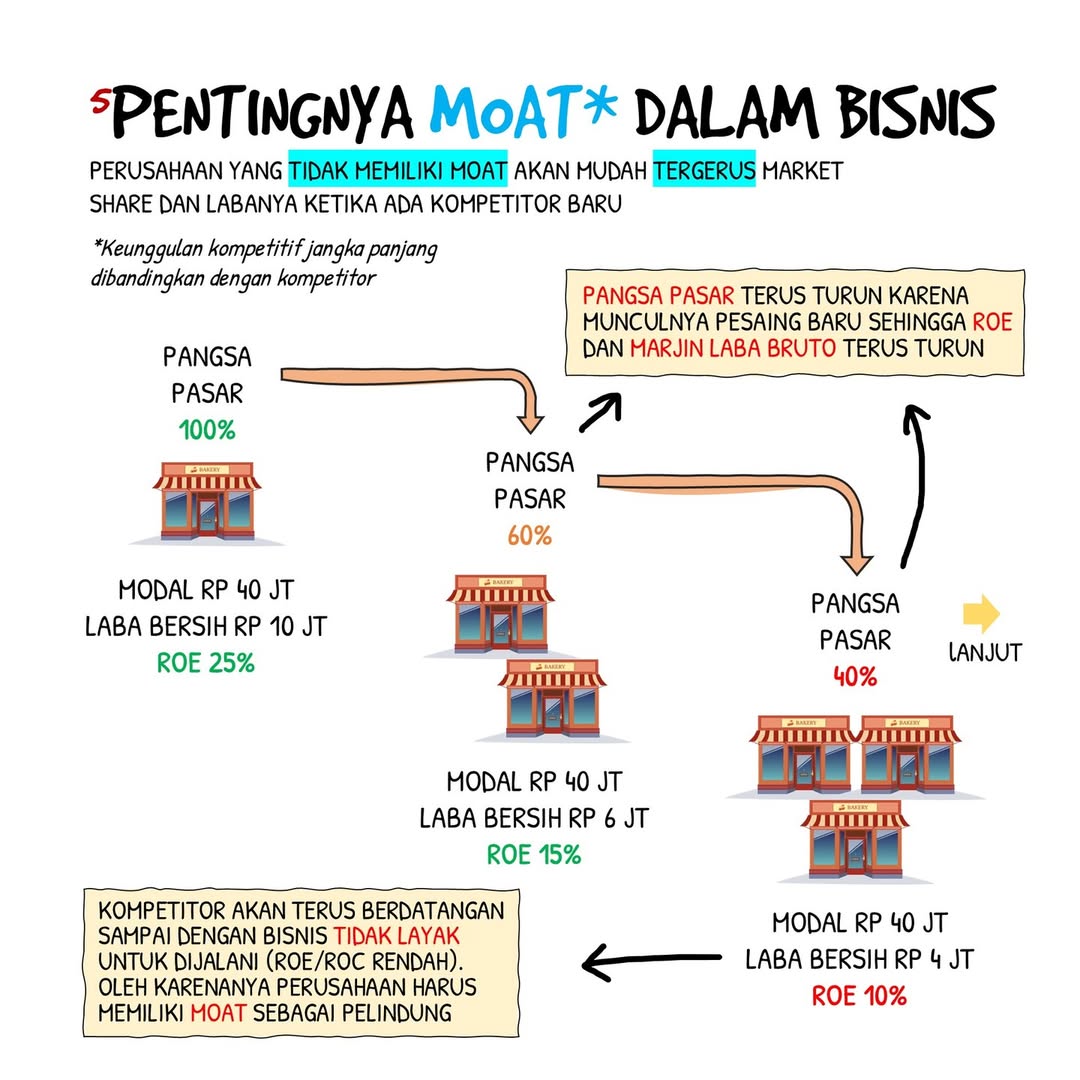 5PENTINGNYA MOAT* DALAM BISNIS
PERUSAHAAN YANG TIDAK MEMILIKI MOAT AKAN MUDAH TERGERUS MARKET
SHARE DAN LABANYA KETIKA ADA KOMPETITOR BARU
*Keunggulan kompetitif jangka panjang
dibandingkan dengan kompetitor
PANGSA PASAR TERUS TURUN KARENA
MUNCULNYA PESAING BARU SEHINGGA ROE
DAN MARJIN LABA BRUTO TERUS TURUN
PANGSA
PASAR
100%
BAKERY
MODAL RP 40 JT
LABA BERSIH RP 10 JT
ROE 25%
PANGSA
PASAR
60%
BAKERY
BAKERY
MODAL RP 40 JT
LABA BERSIH RP 6 JT
ROE 15%
PANGSA
PASAR
40%
LANJUT
BAKERY
BAKERY
BAKERY
MODAL RP 40 JT
LABA BERSIH RP 4 JT
ROE 10%
KOMPETITOR AKAN TERUS BERDATANGAN
SAMPAI DENGAN BISNIS TIDAK LAYAK
UNTUK DIJALANI (ROE/ROC RENDAH).
OLEH KARENANYA PERUSAHAAN HARUS
MEMILIKI MOAT SEBAGAI PELINDUNG